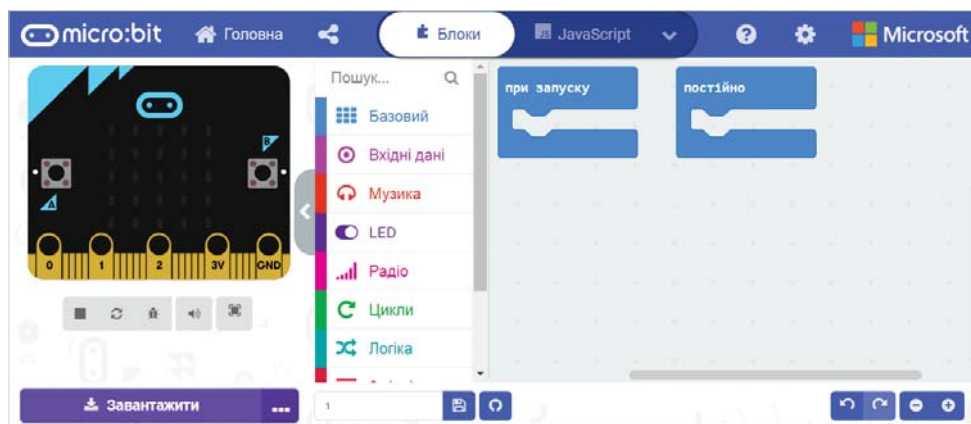 micro:bit Головна Блоки JavaScript ? Microsoft
Пошук...
Базовий
Вхідні дані
Музика
LED
Радіо
Цикли
Логіка
при запуску
постійно
B
A
0 1 2 3V GND
Завантажити ...
1